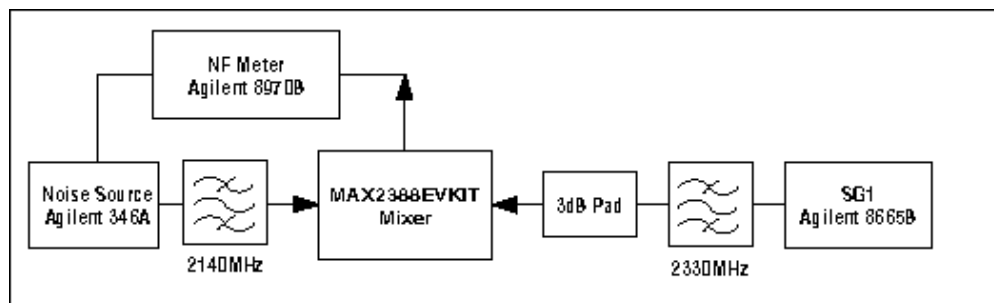 NF Meter
Agilent 8970B
Noise Source
Agilent 346A
2140MHz
MAX2388EVKIT
Mixer
3dB Pad
2330MHz
SG1
Agilent 8665B